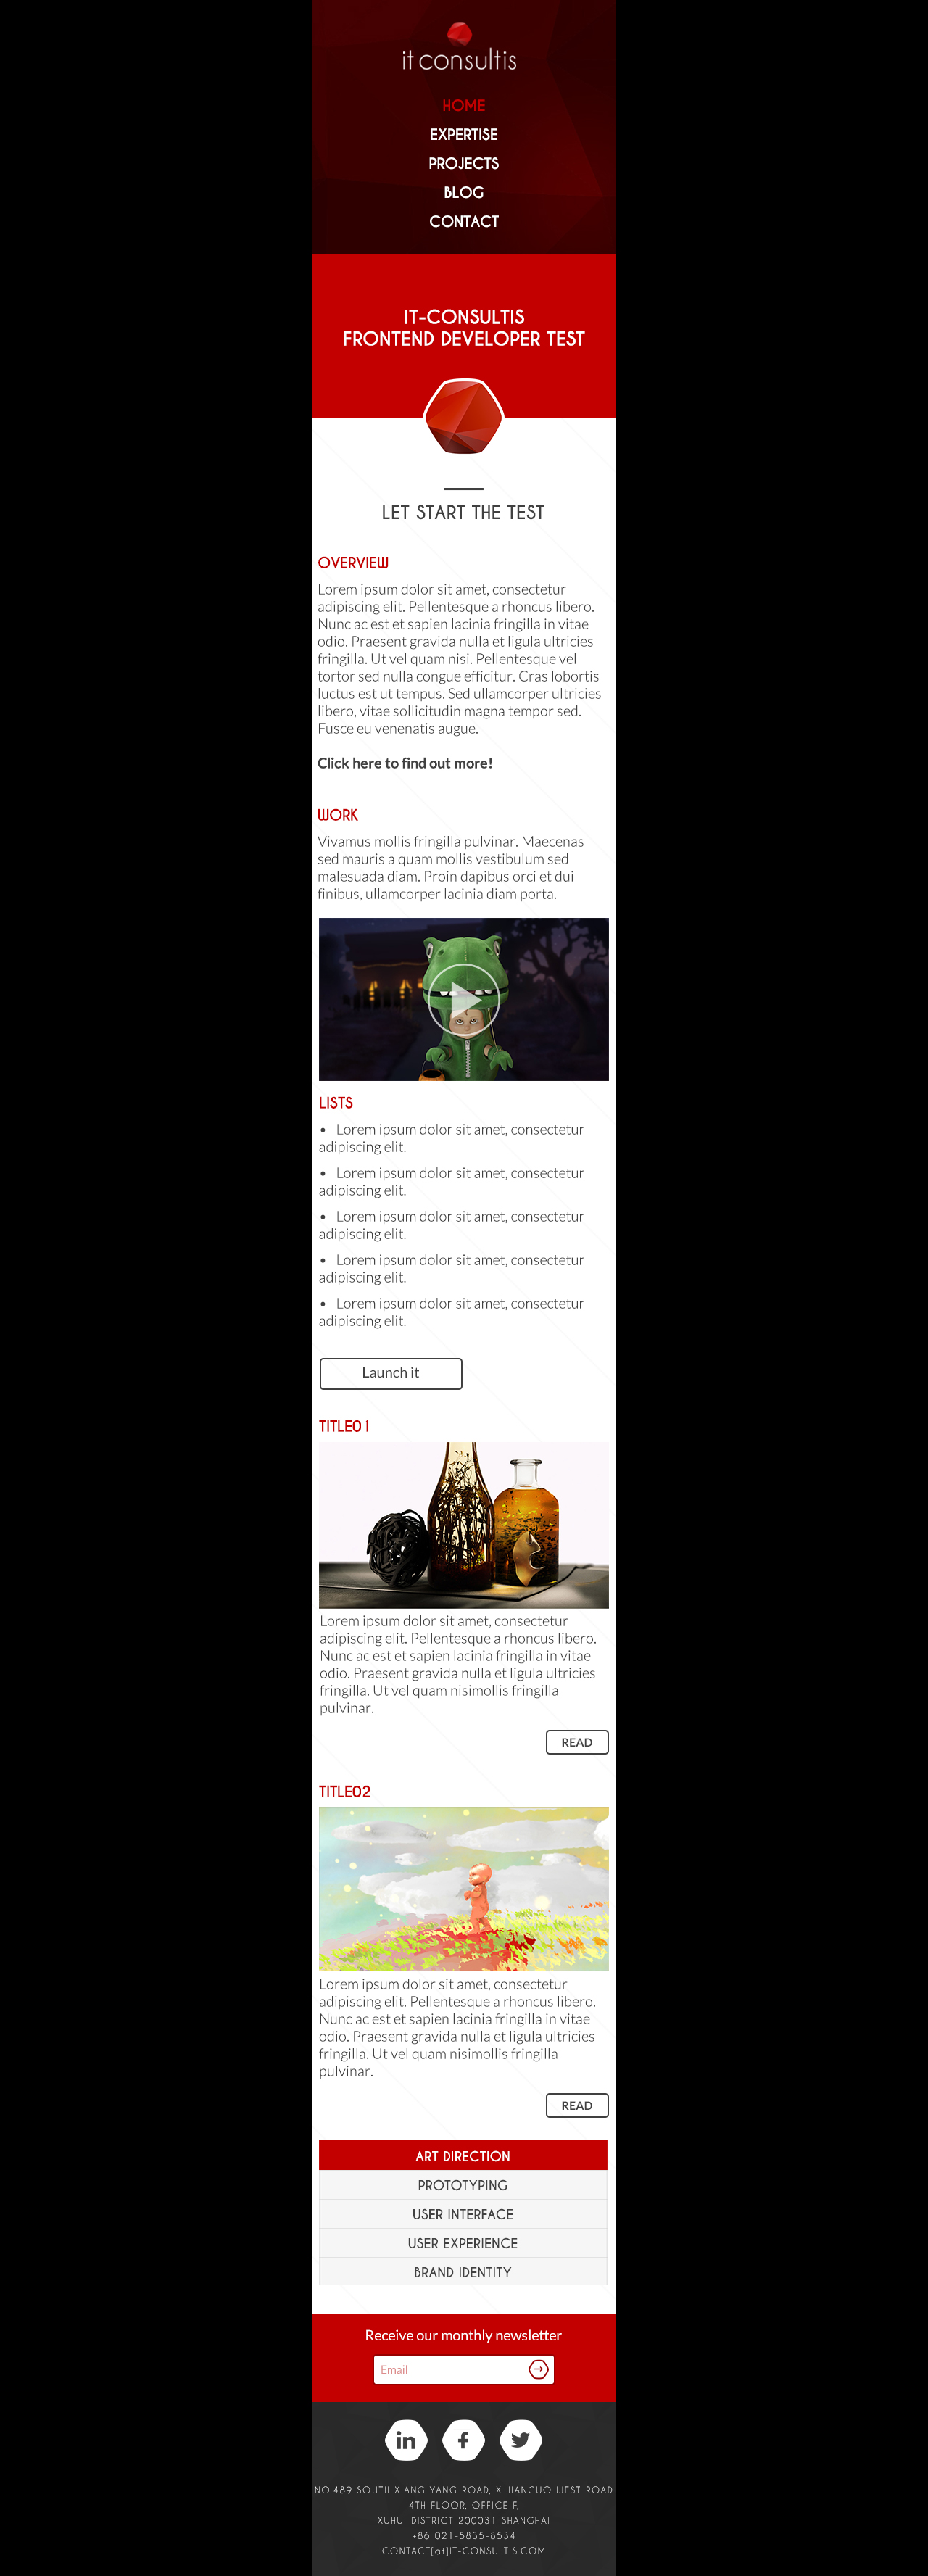 it consultis
HOME
EXPERTISE
PROJECTS
BLOG
CONTACT
IT-CONSULTIS
FRONTEND DEVELOPER TEST
LET START THE TEST
OVERVIEW
Lorem ipsum dolor sit amet, consectetur
adipiscing elit. Pellentesque a rhoncus libero.
Nunc ac est et sapien lacinia fringilla in vitae
odio. Praesent gravida nulla et ligula ultricies
fringilla. Ut vel quam nisi. Pellentesque vel
tortor sed nulla congue efficitur. Cras lobortis
luctus est ut tempus. Sed ullamcorper ultricies
libero, vitae sollicitudin magna tempor sed.
Fusce eu venenatis augue.
Click here to find out more!
WORK
Vivamus mollis fringilla pulvinar. Maecenas
sed mauris a quam mollis vestibulum sed
malesuada diam. Proin dapibus orci et dui
finibus, ullamcorper lacinia diam porta.
LISTS
• Lorem ipsum dolor sit amet, consectetur
adipiscing elit.
• Lorem ipsum dolor sit amet, consectetur
adipiscing elit.
• Lorem ipsum dolor sit amet, consectetur
adipiscing elit.
• Lorem ipsum dolor sit amet, consectetur
adipiscing elit.
• Lorem ipsum dolor sit amet, consectetur
adipiscing elit.
Launch it
TITLE01
Lorem ipsum dolor sit amet, consectetur
adipiscing elit. Pellentesque a rhoncus libero.
Nunc ac est et sapien lacinia fringilla in vitae
odio. Praesent gravida nulla et ligula ultricies
fringilla. Ut vel quam nisimollis fringilla
pulvinar.
READ
TITLE02
Lorem ipsum dolor sit amet, consectetur
adipiscing elit. Pellentesque a rhoncus libero.
Nunc ac est et sapien lacinia fringilla in vitae
odio. Praesent gravida nulla et ligula ultricies
fringilla. Ut vel quam nisimollis fringilla
pulvinar.
READ
ART DIRECTION
PROTOTYPING
USER INTERFACE
USER EXPERIENCE
BRAND IDENTITY
Receive our monthly newsletter
Email
in f
NO.489 SOUTH XIANG YANG ROAD, X JIANGUO WEST ROAD
4TH FLOOR, OFFICE F,
XUHUI DISTRICT 200031 SHANGHAI
+86 021-5835-8534
CONTACT[at]IT-CONSULTIS.COM